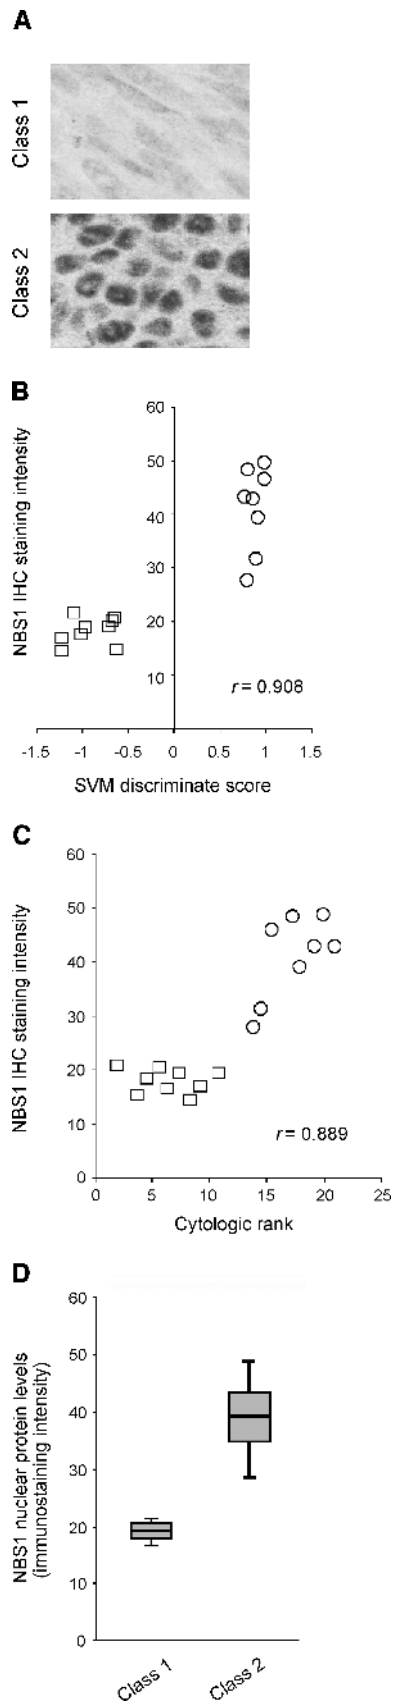 A
Class 1
Class 2
B
NBS1 IHC staining intensity
60
50
40
30
20
10
r = 0.908
-1.5 -1 -0.5 0 0.5 1 1.5
SVM discriminate score
C
NBS1 IHC staining intensity
60
50
40
30
20
10
0
r = 0.889
0 5 10 15 20 25
Cytologic rank
D
NBS1 nuclear protein levels
(immunostaining intensity)
60
50
40
30
20
10
0
Class 1 Class 2